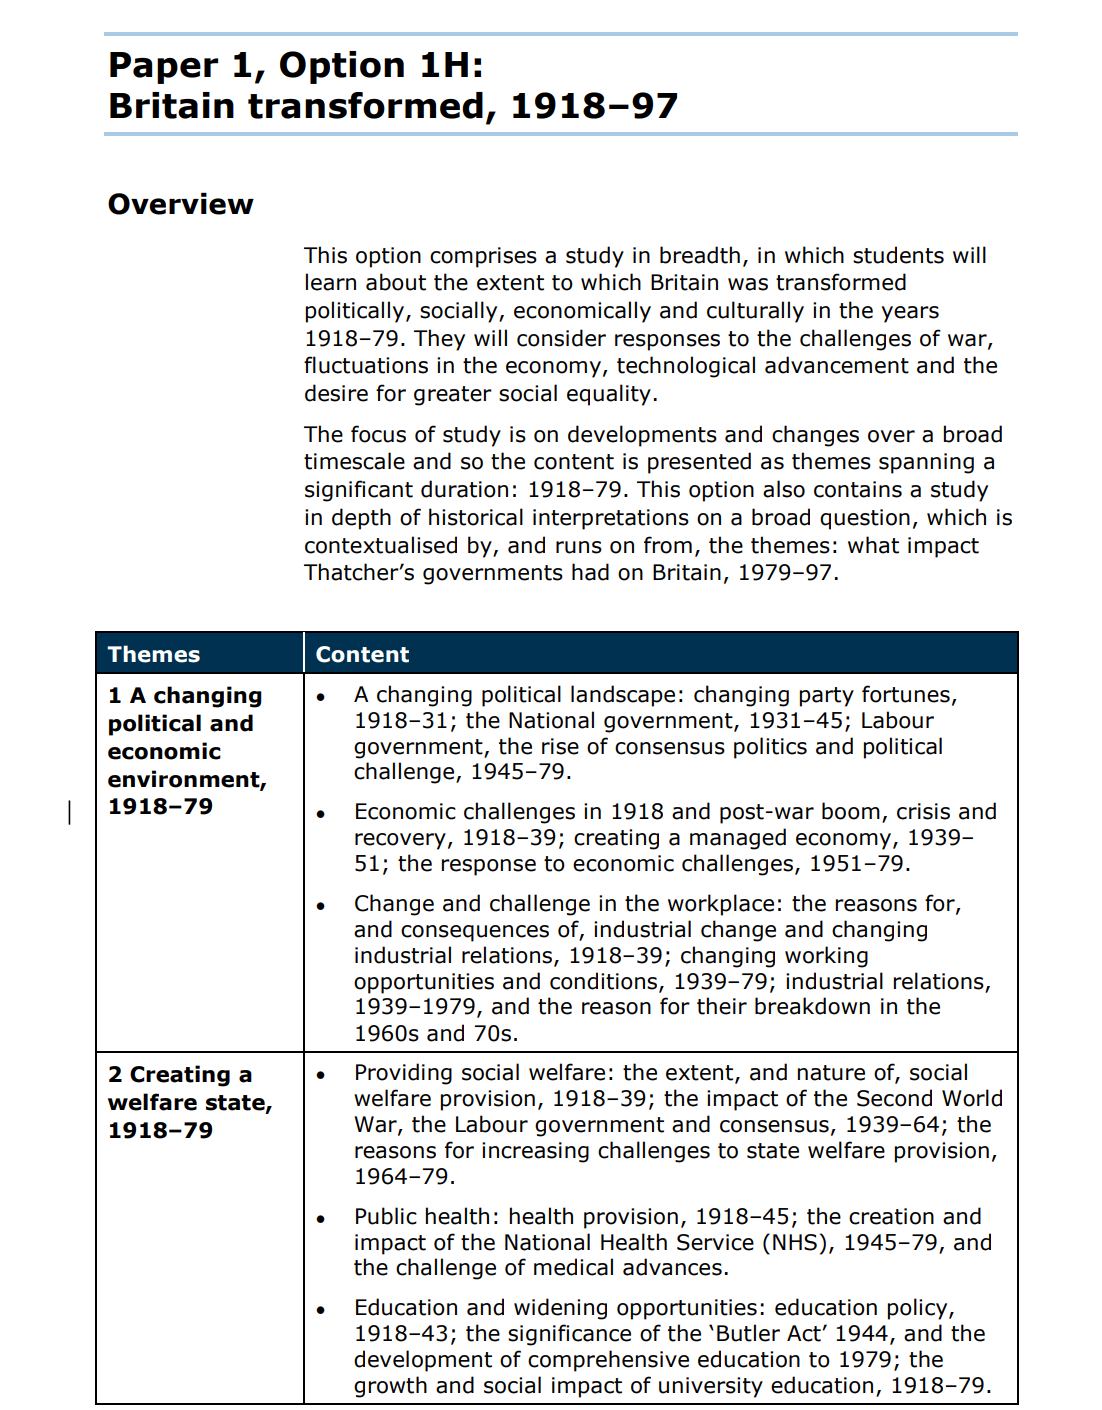 Paper 1, Option 1H:
Britain transformed, 1918–97
Overview
This option comprises a study in breadth, in which students will
learn about the extent to which Britain was transformed
politically, socially, economically and culturally in the years
1918–79. They will consider responses to the challenges of war,
fluctuations in the economy, technological advancement and the
desire for greater social equality.
The focus of study is on developments and changes over a broad
timescale and so the content is presented as themes spanning a
significant duration: 1918–79. This option also contains a study
in depth of historical interpretations on a broad question, which is
contextualised by, and runs on from, the themes: what impact
Thatcher's governments had on Britain, 1979–97.
Themes
Content
1 A changing
political and
economic
environment,
1918–79
• A changing political landscape: changing party fortunes,
1918–31; the National government, 1931–45; Labour
government, the rise of consensus politics and political
challenge, 1945–79.
• Economic challenges in 1918 and post-war boom, crisis and
recovery, 1918–39; creating a managed economy, 1939–
51; the response to economic challenges, 1951–79.
• Change and challenge in the workplace: the reasons for,
and consequences of, industrial change and changing
industrial relations, 1918–39; changing working
opportunities and conditions, 1939–79; industrial relations,
1939–1979, and the reason for their breakdown in the
1960s and 70s.
2 Creating a
welfare state,
1918–79
• Providing social welfare: the extent, and nature of, social
welfare provision, 1918–39; the impact of the Second World
War, the Labour government and consensus, 1939–64; the
reasons for increasing challenges to state welfare provision,
1964–79.
• Public health: health provision, 1918–45; the creation and
impact of the National Health Service (NHS), 1945–79, and
the challenge of medical advances.
• Education and widening opportunities: education policy,
1918–43; the significance of the ‛Butler Act’ 1944, and the
development of comprehensive education to 1979; the
growth and social impact of university education, 1918–79.